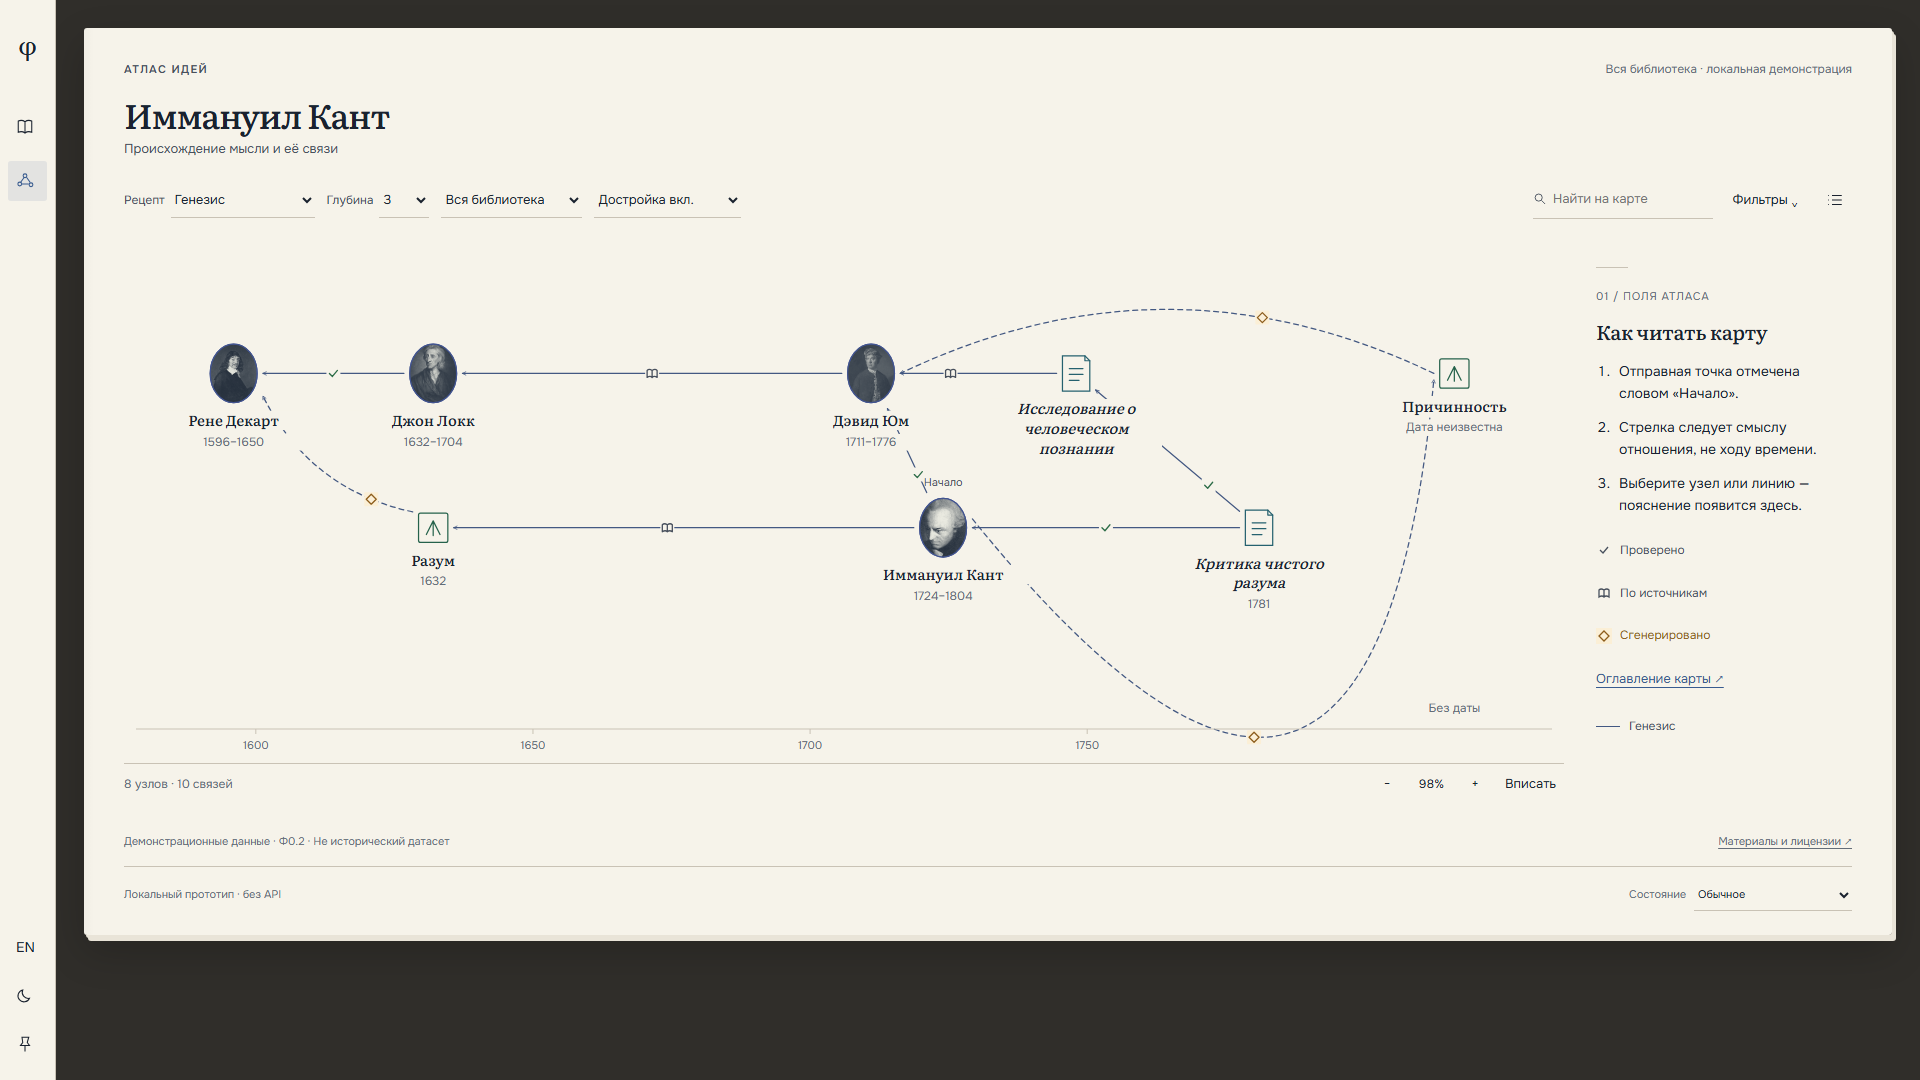 φ
АТЛАС ИДЕЙ
Вся библиотека · локальная демонстрация
Иммануил Кант
Происхождение мысли и её связи
Рецепт Генезис Глубина 3 Вся библиотека Достройка вкл.
Найти на карте Фильтры
01 / ПОЛЯ АТЛАСА
Как читать карту
1. Отправная точка отмечена
словом «Начало».
2. Стрелка следует смыслу
отношения, не ходу времени.
3. Выберите узел или линию —
пояснение появится здесь.
Проверено
По источникам
Сгенерировано
Оглавление карты ↗
Генезис
Рене Декарт
1596–1650
Джон Локк
1632–1704
Дэвид Юм
1711–1776
Исследование о
человеческом
познании
Причинность
Дата неизвестна
Начало
Разум
1632
Иммануил Кант
1724–1804
Критика чистого
разума
1781
Без даты
1600 1650 1700 1750
8 узлов · 10 связей
− 98% + Вписать
Демонстрационные данные · Ф0.2 · Не исторический датасет
Материалы и лицензии ↗
Локальный прототип · без API
Состояние Обычное
EN